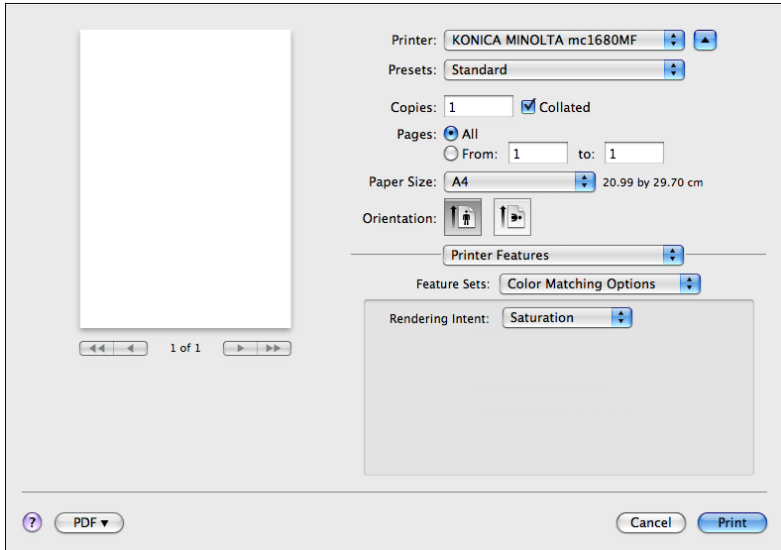 Printer: KONICA MINOLTA mc1680MF
Presets: Standard
Copies: 1 Collated
Pages: All
From: 1 to: 1
Paper Size: A4 20.99 by 29.70 cm
Orientation:
Printer Features
Feature Sets: Color Matching Options
Rendering Intent: Saturation
1 of 1
? PDF ▼ Cancel Print